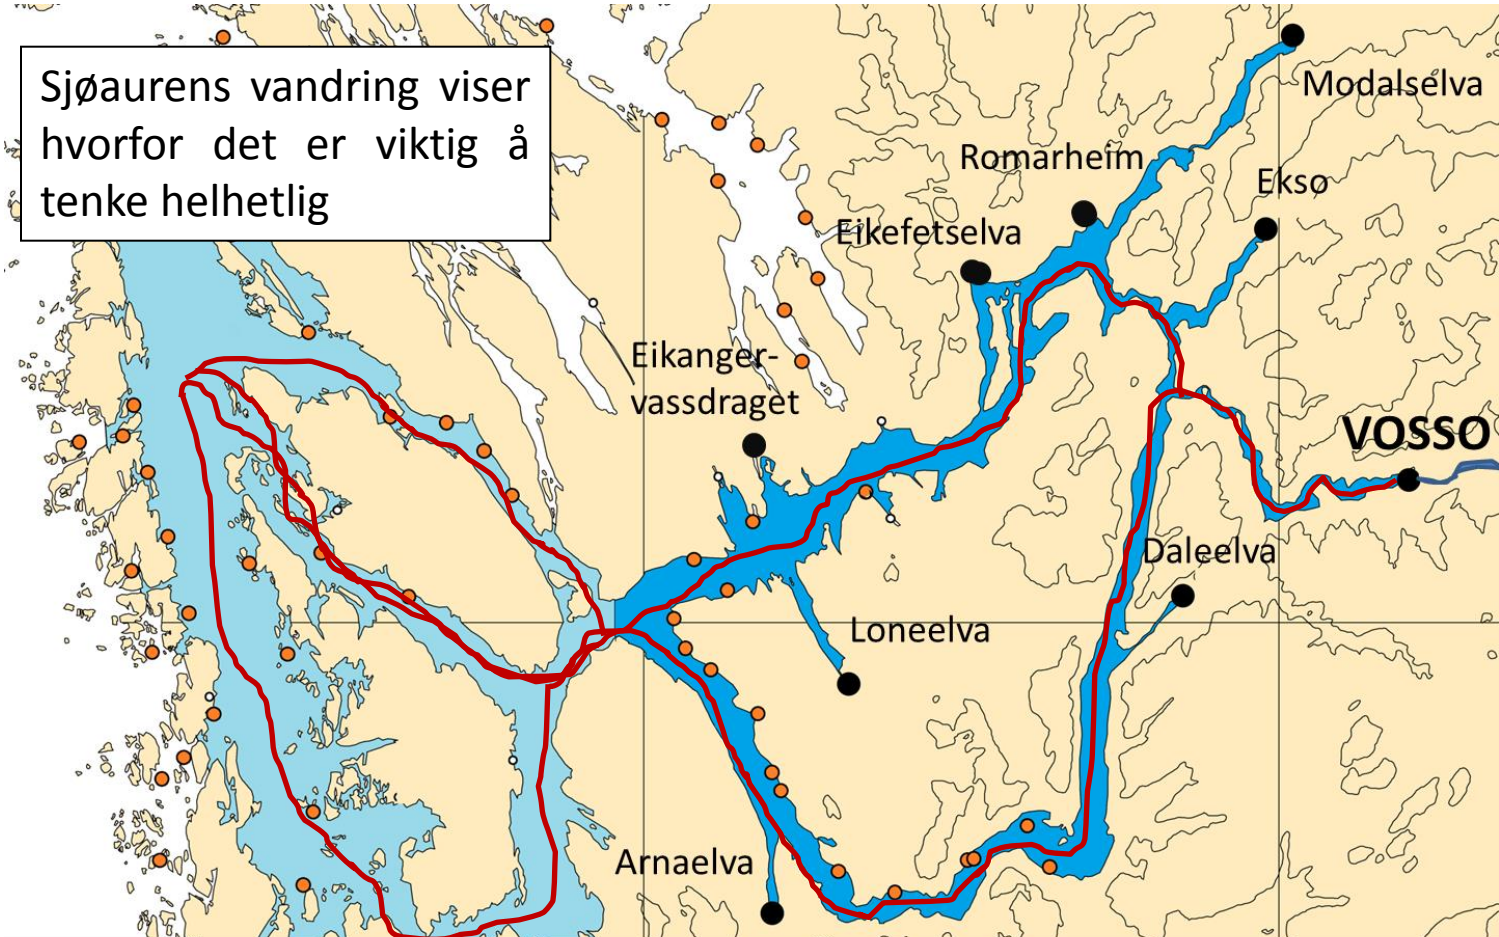 Sjøaurens vandring viser
hvorfor det er viktig å
tenke helhetlig
Modalselva
Romarheim
Ekso
Eikefetselva
Eikanger-
vassdraget
VOSSO
Daleelva
Loneelva
Arnaelva